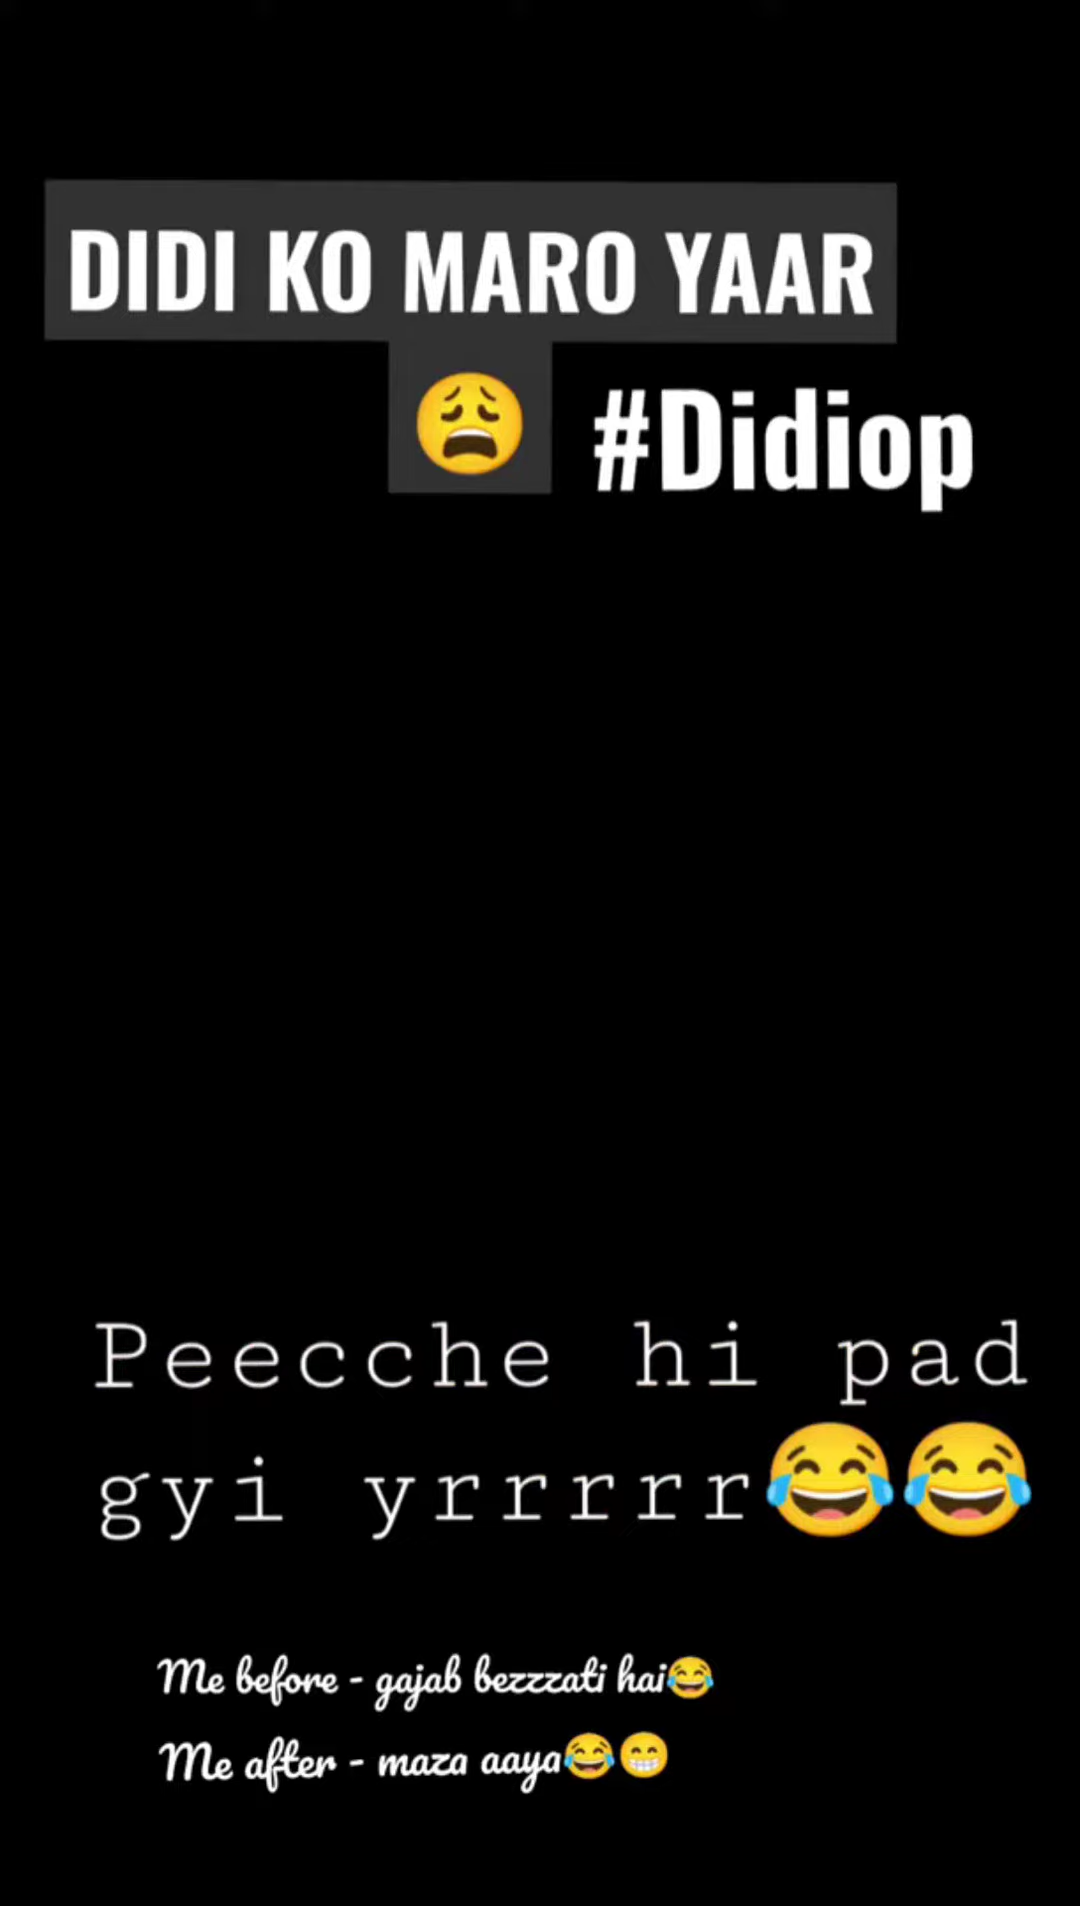 DIDI KO MARO YAAR
😩 #Didiop
Peecche hi pad
gyi yrrrrr😂😂
Me before - gajab bezzzati hai😂
Me after - maza aaya😂😁